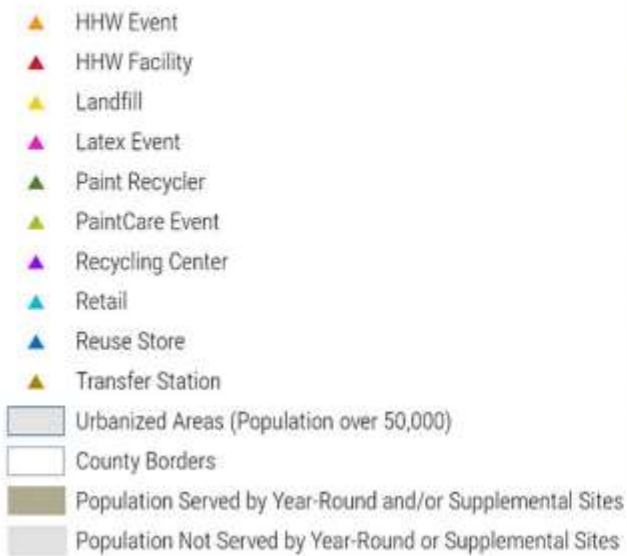 HHW Event
HHW Facility
Landfill
Latex Event
Paint Recycler
PaintCare Event
Recycling Center
Retail
Reuse Store
Transfer Station
Urbanized Areas (Population over 50,000)
County Borders
Population Served by Year-Round and/or Supplemental Sites
Population Not Served by Year-Round or Supplemental Sites